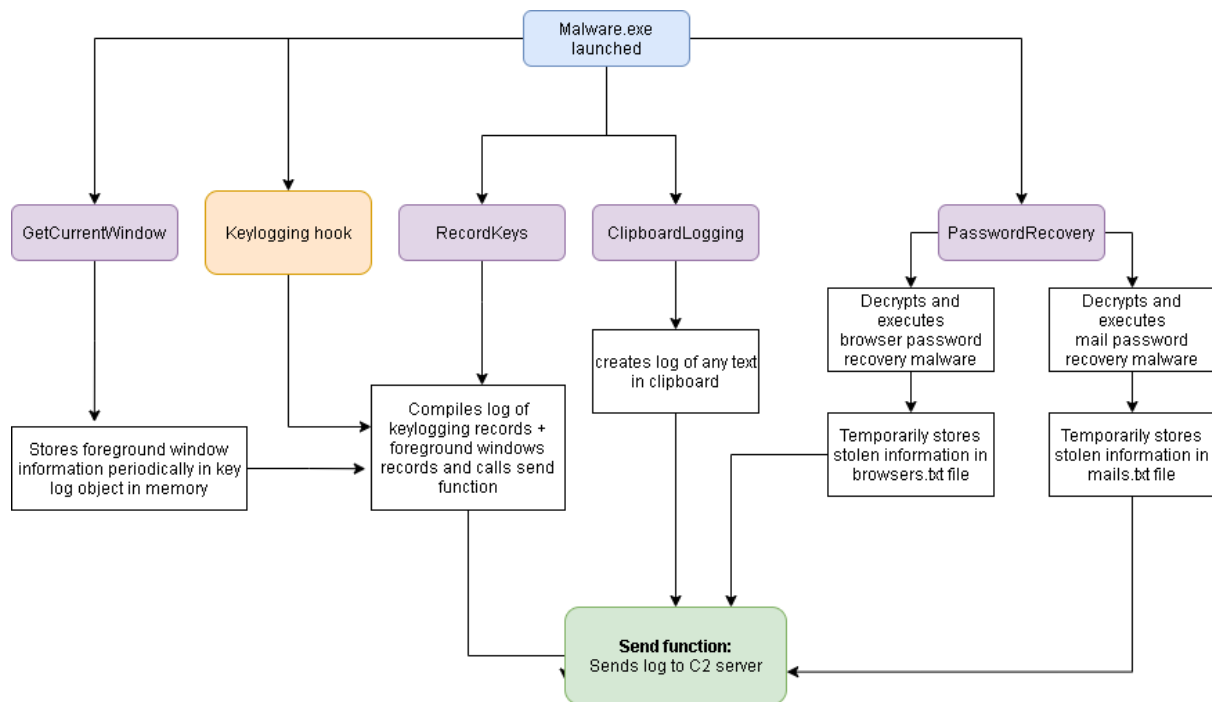 Malware.exe
launched
GetCurrentWindow
Keylogging hook
RecordKeys
ClipboardLogging
PasswordRecovery
Decrypts and
executes
browser password
recovery malware
Decrypts and
executes
mail password
recovery malware
creates log of any text
in clipboard
Compiles log of
keylogging records +
foreground windows
records and calls send
function
Stores foreground window
information periodically in key
log object in memory
Temporarily stores
stolen information in
browsers.txt file
Temporarily stores
stolen information in
mails.txt file
Send function:
Sends log to C2 server